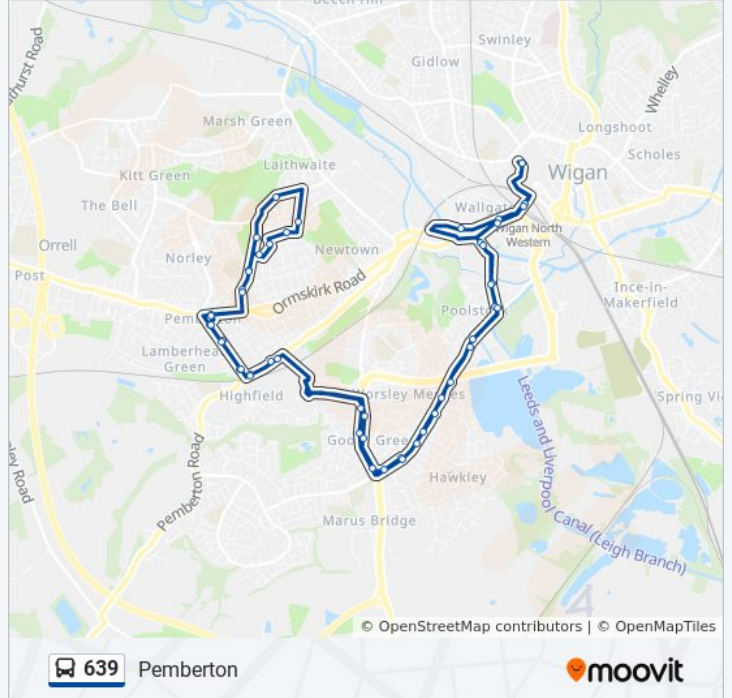 Beech Hill
Swinley
Gidlow
Whelley
Marsh Green
Longshoot
Scholes
Laithwaite
Wigan
Kitt Green
The Bell
Wallgate
Wigan North
Western
Orrell
Newtown
Norley
Post
Ormskirk Road
Ince-in-
Makerfield
Poolstock
Pemberton
Lamberhead
Green
Highfield
Worsley Mesnes
Goose Green
Hawkley
Pemberton Road
Leeds and Liverpool Canal (Leigh Branch)
Marus Bridge
© OpenStreetMap contributors | © OpenMapTiles
639 Pemberton
moovit